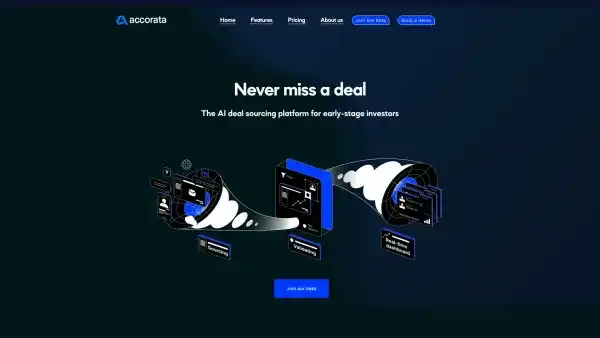 accorata
Home Features Pricing About us Join the Beta Book a demo
Never miss a deal
The AI deal sourcing platform for early-stage investors
Sourcing
Validating
Real-time
dashboard
Join our beta